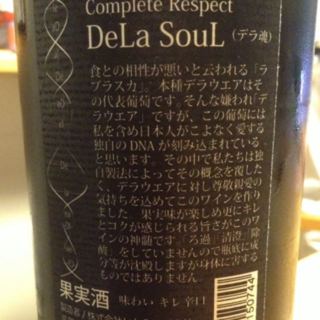 Complete Respect
DeLa SouL (デラ魂)
食との相性が悪いと云われる「ラ
ブラスカ」。本種デラウエアはそ
の代表葡萄です。そんな嫌われ「デ
ラウエア」ですが、この葡萄には
私を含め日本人がこよなく愛する
独自のDNAが刻み込まれている
と思います。その中で私たちは独
自製法によってその概念を覆した
く、デラウエアに対し尊敬親愛の
気持ちを込めてこのワインを作り
ました。果実味が楽しめ更にキレ
とコクが感じられる旨さがこのワ
インの神髄です「ろ過」「清澄」「除
酸」をしていませんので瓶底に成
分等が沈殿しますが身体に害する
ものではありません。
果実酒 味わい キレ辛口
150744